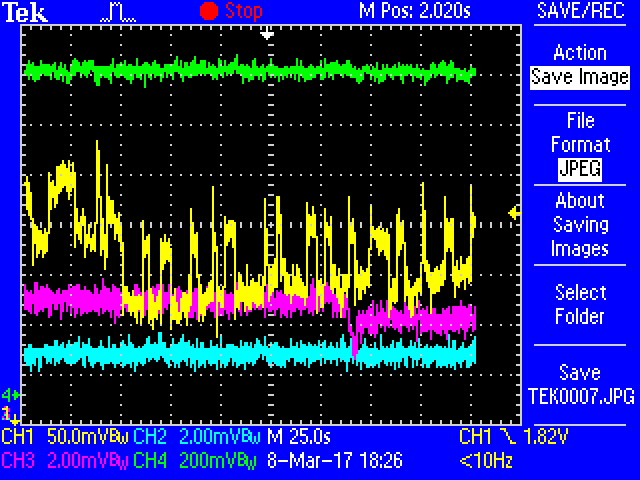 Tek Stop M Pos: 2.020s SAVE/REC
Action
Save Image
File
Format
JPEG
About
Saving
Images
Select
Folder
Save
TEK0007.JPG
4
1
CH1 50.0mVBw CH2 2.00mVBw M 25.0s CH1 1.82V
CH3 2.00mVBw CH4 200mVBw 8-Mar-17 18:26 <10Hz